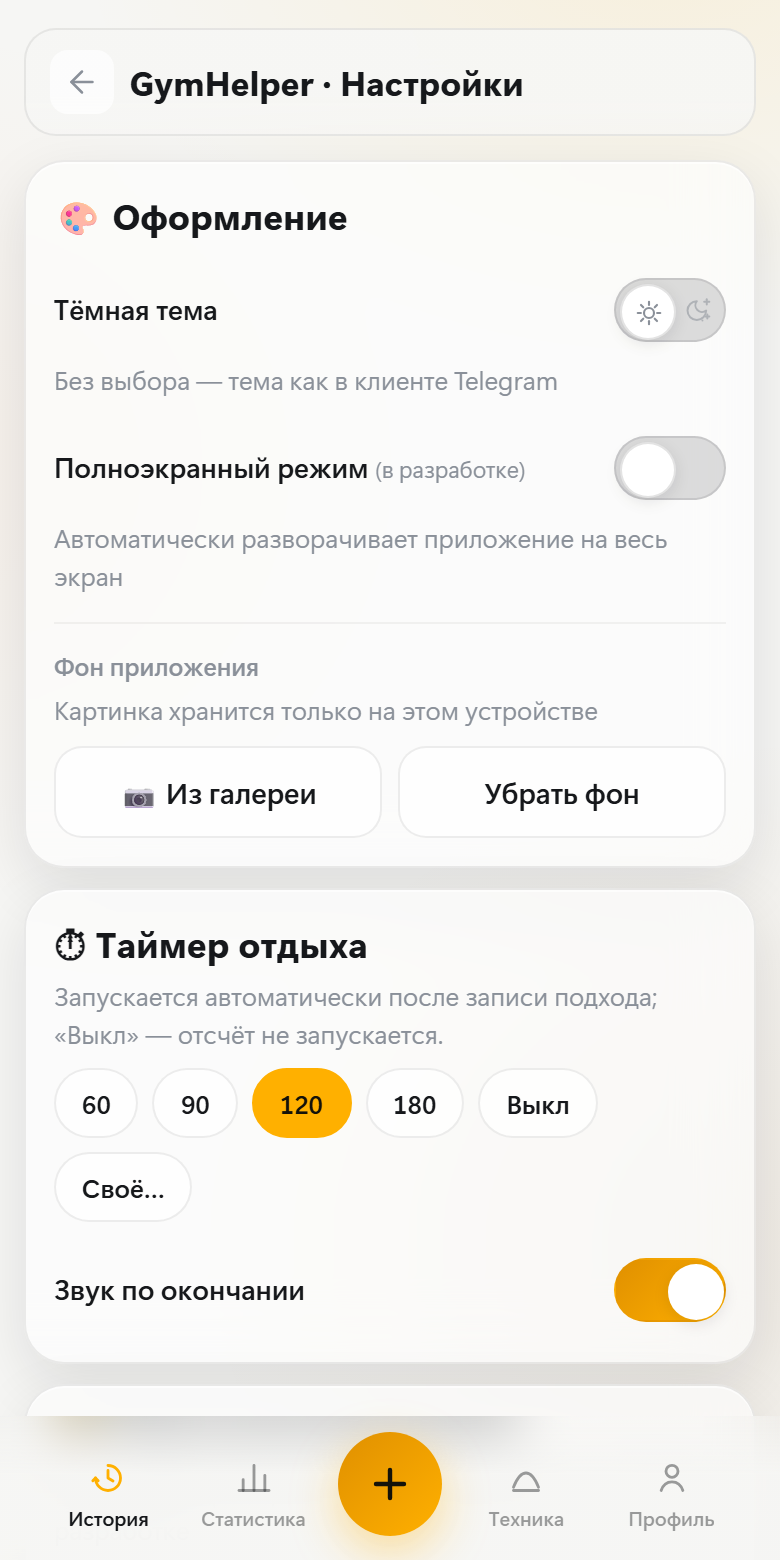 GymHelper · Настройки
Оформление
Тёмная тема
Без выбора — тема как в клиенте Telegram
Полноэкранный режим (в разработке)
Автоматически разворачивает приложение на весь
экран
Фон приложения
Картинка хранится только на этом устройстве
Из галереи
Убрать фон
Таймер отдыха
Запускается автоматически после записи подхода;
«Выкл» — отсчёт не запускается.
60 90 120 180 Выкл
Своё...
Звук по окончании
История Статистика Техника Профиль